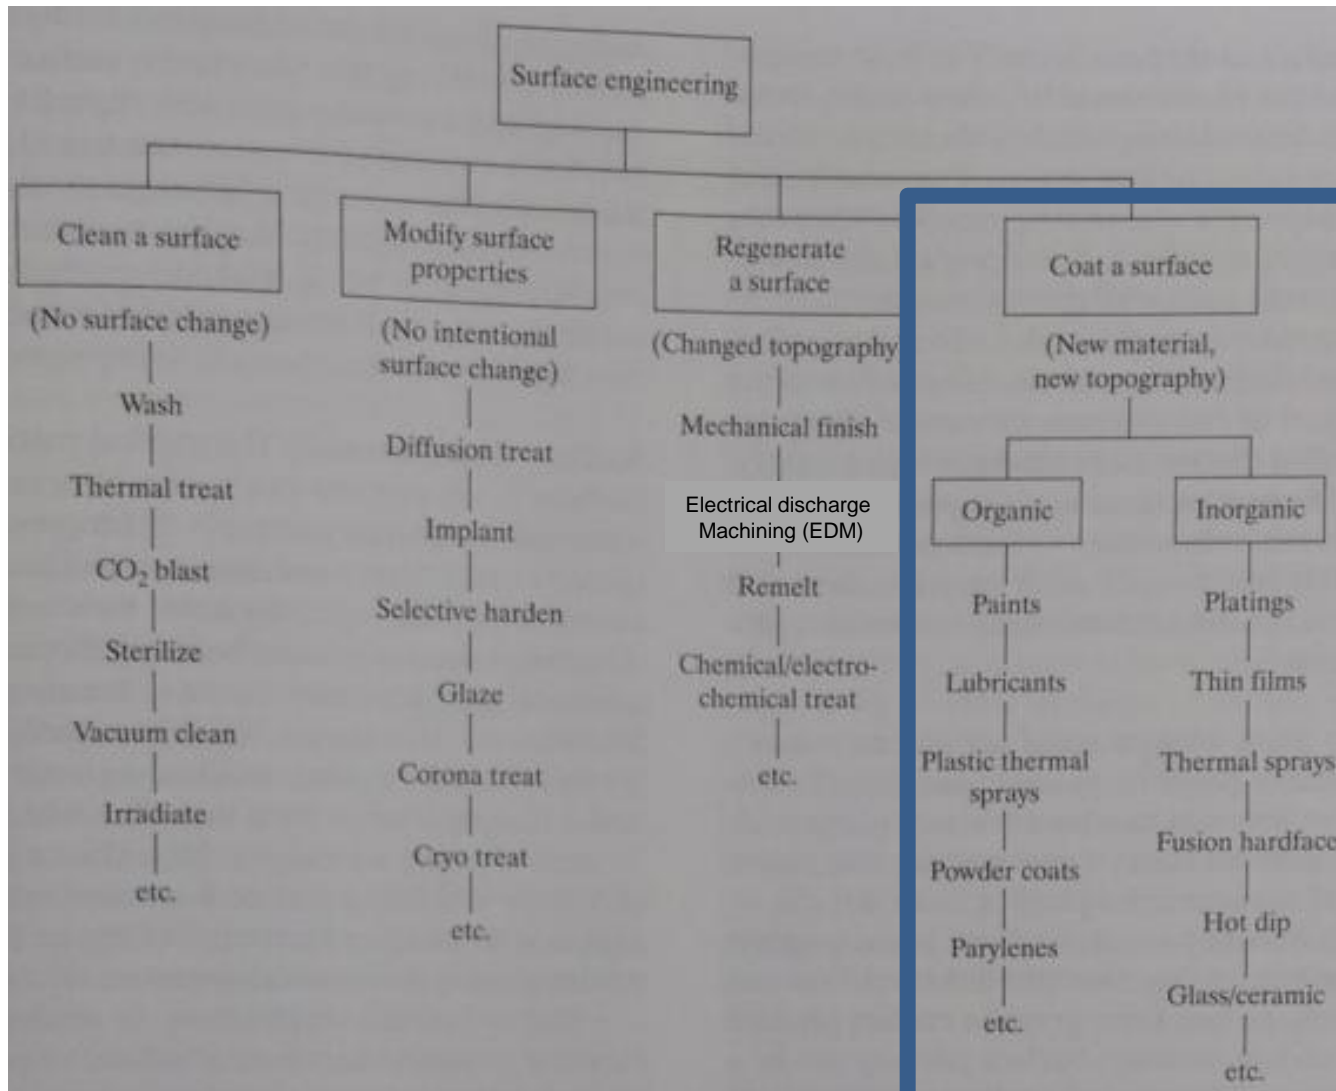 Surface engineering
Clean a surface
(No surface change)
Wash
Thermal treat
CO₂ blast
Sterilize
Vacuum clean
Irradiate
etc.
Modify surface
properties
(No intentional
surface change)
Diffusion treat
Implant
Selective harden
Glaze
Corona treat
Cryo treat
etc.
Regenerate
a surface
(Changed topography
Mechanical finish
Electrical discharge
Machining (EDM)
Remelt
Chemical/electro-
chemical treat
etc.
Coat a surface
(New material,
new topography)
Organic
Paints
Lubricants
Plastic thermal
sprays
Powder coats
Parylenes
etc.
Inorganic
Platings
Thin films
Thermal sprays
Fusion hardface
Hot dip
Glass/ceramic
etc.